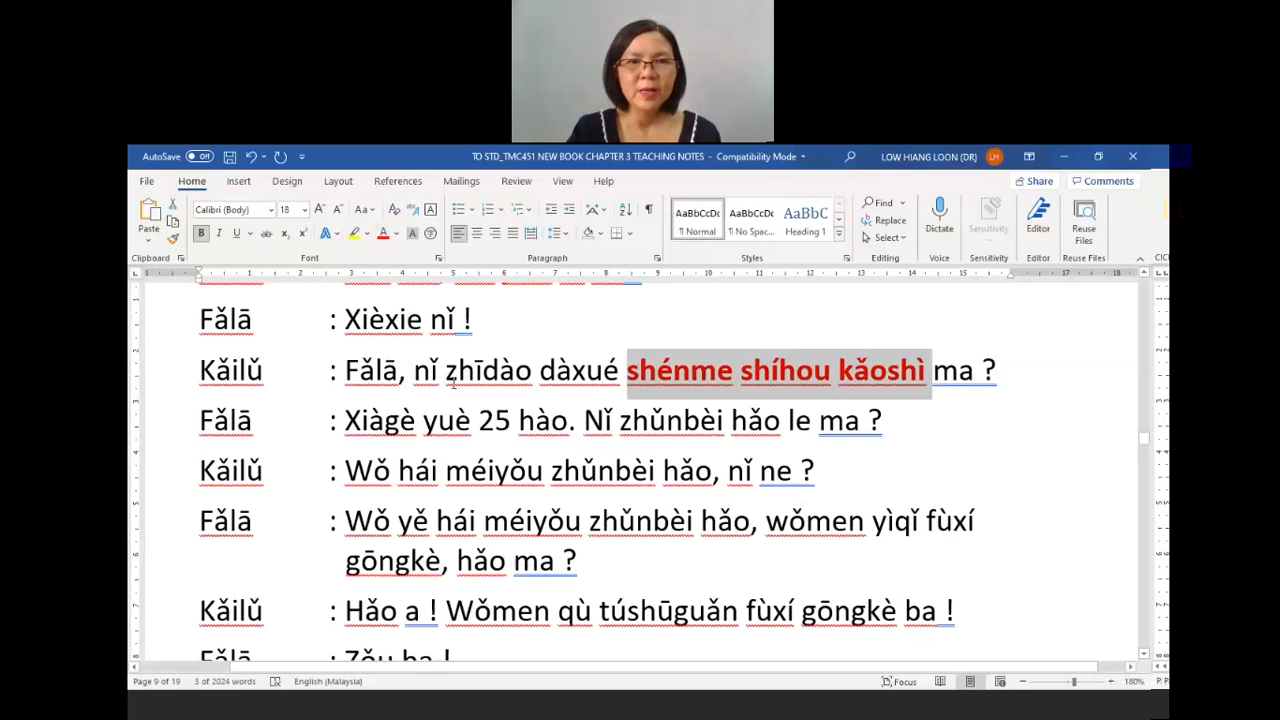 AutoSave Off
TO STD_TMC451 NEW BOOK CHAPTER 3 TEACHING NOTES - Compatibility Mode
LOW HIANG LOON (DR) LH
File Home Insert Design Layout References Mailings Review View Help
Share Comments
Paste
Calibri (Body) 18
AaBbCcDc AaBbCcDc AaBbC
¶ Normal ¶ No Spac... Heading 1
Find
Replace
Select
Dictate Sensitivity Editor Reuse Files
Clipboard Font Paragraph Styles Editing Voice Sensitivity Editor Reuse Files
Fǎlā : Xièxie nǐ !
Kǎilǔ : Fǎlā, nǐ zhīdào dàxué shénme shíhou kǎoshì ma ?
Fǎlā : Xiàgè yuè 25 hào. Nǐ zhǔnbèi hǎo le ma ?
Kǎilǔ : Wǒ hái méiyǒu zhǔnbèi hǎo, nǐ ne ?
Fǎlā : Wǒ yě hái méiyǒu zhǔnbèi hǎo, wǒmen yìqǐ fùxí
gōngkè, hǎo ma ?
Kǎilǔ : Hǎo a ! Wǒmen qù túshūguǎn fùxí gōngkè ba !
Fǎlā : Zǒu ba !
Page 9 of 19 3 of 2024 words English (Malaysia) Focus 180%